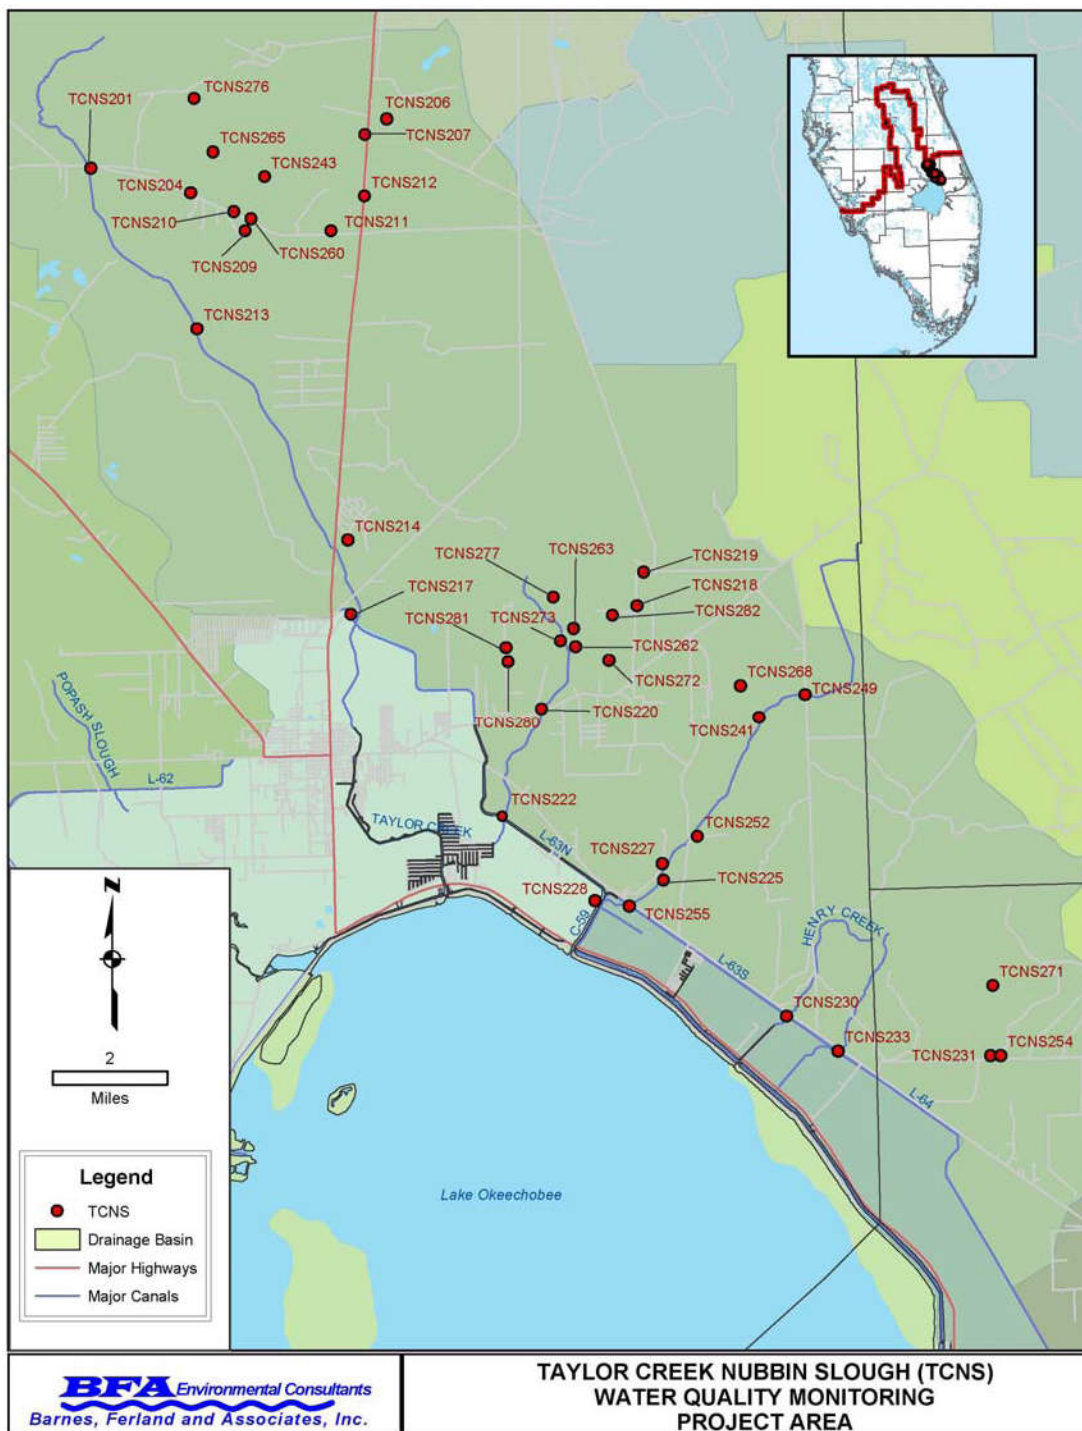 TCNS276
TCNS201
TCNS206
TCNS207
TCNS265
TCNS243
TCNS204
TCNS212
TCNS210
TCNS211
TCNS260
TCNS209
TCNS213
TCNS214
TCNS277
TCNS263
TCNS219
TCNS217
TCNS218
TCNS281
TCNS273
TCNS282
TCNS262
TCNS272
TCNS268
TCNS249
TCNS280
TCNS220
TCNS241
POPASH SLOUGH
L-62
TAYLOR CREEK
TCNS222
L-63N
TCNS252
TCNS227
TCNS225
TCNS228
TCNS255
C-59
HENRY CREEK
L-63S
TCNS271
TCNS230
TCNS233
TCNS231
TCNS254
L-64
Lake Okeechobee
N
2
Miles
Legend
TCNS
Drainage Basin
Major Highways
Major Canals
BFA Environmental Consultants
Barnes, Ferland and Associates, Inc.
TAYLOR CREEK NUBBIN SLOUGH (TCNS)
WATER QUALITY MONITORING
PROJECT AREA